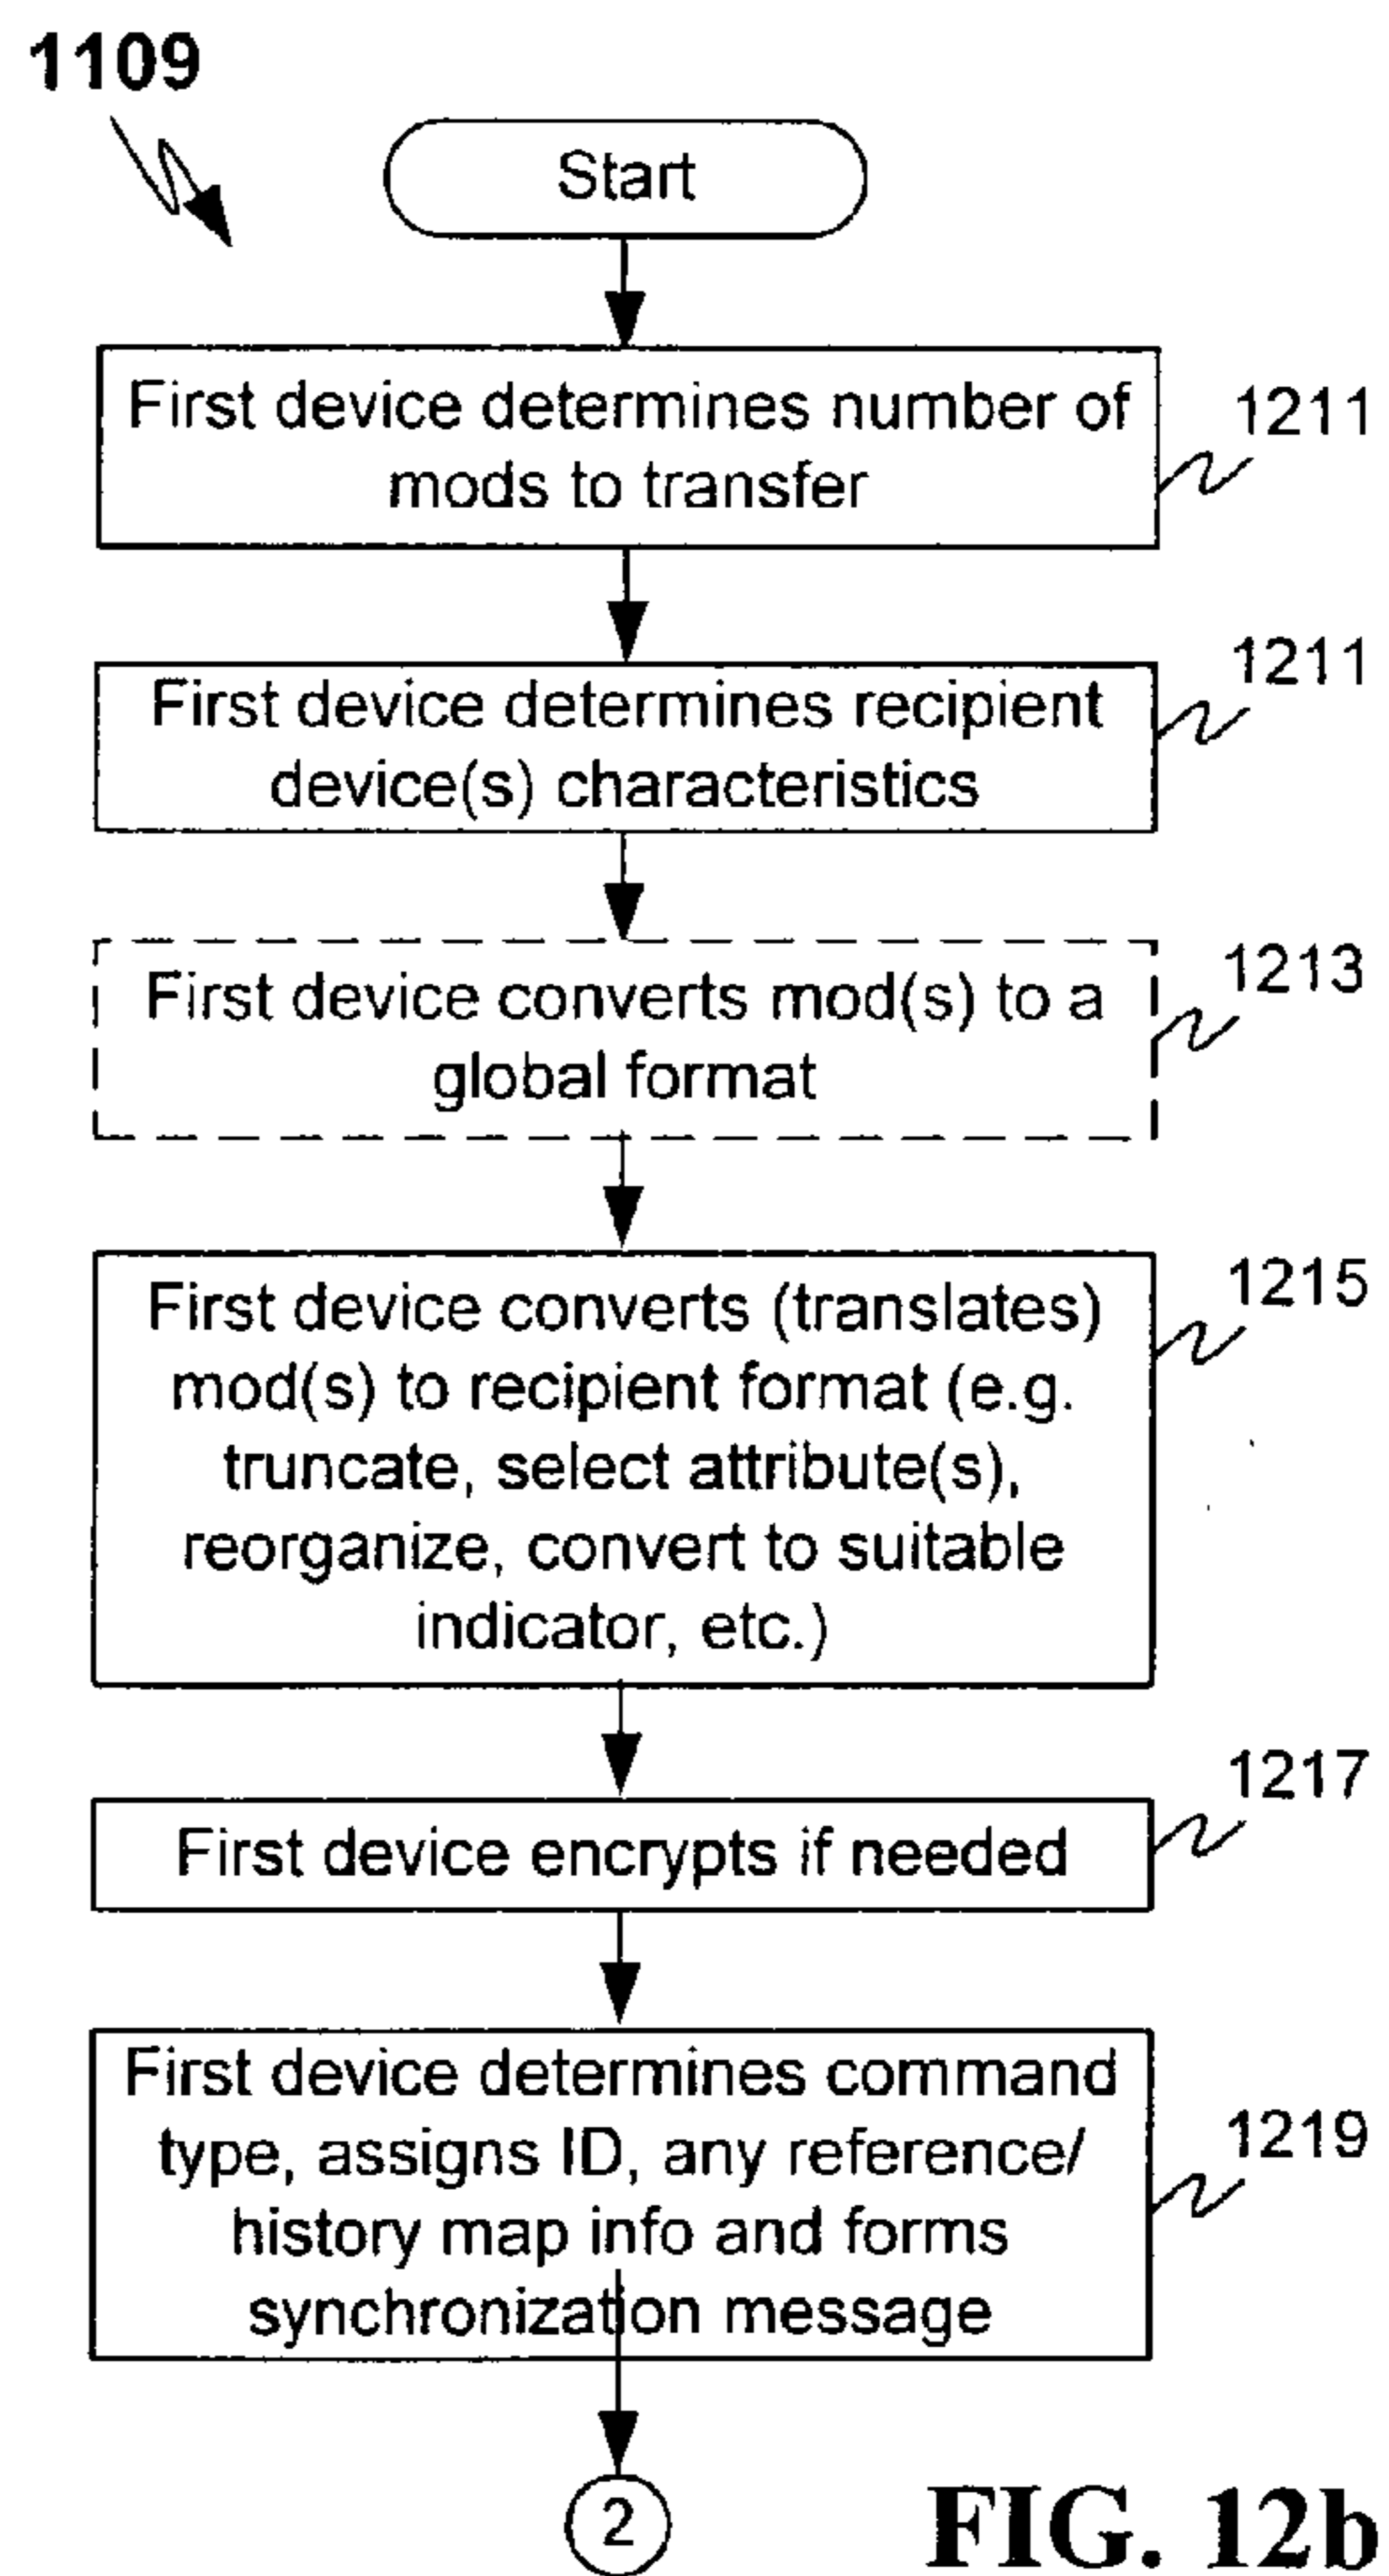 1109
Start
First device determines number of
mods to transfer
1211
First device determines recipient
device(s) characteristics
1211
First device converts mod(s) to a
global format
1213
First device converts (translates)
mod(s) to recipient format (e.g.
truncate, select attribute(s),
reorganize, convert to suitable
indicator, etc.)
1215
First device encrypts if needed
1217
First device determines command
type, assigns ID, any reference/
history map info and forms
synchronization message
1219
2
FIG. 12b